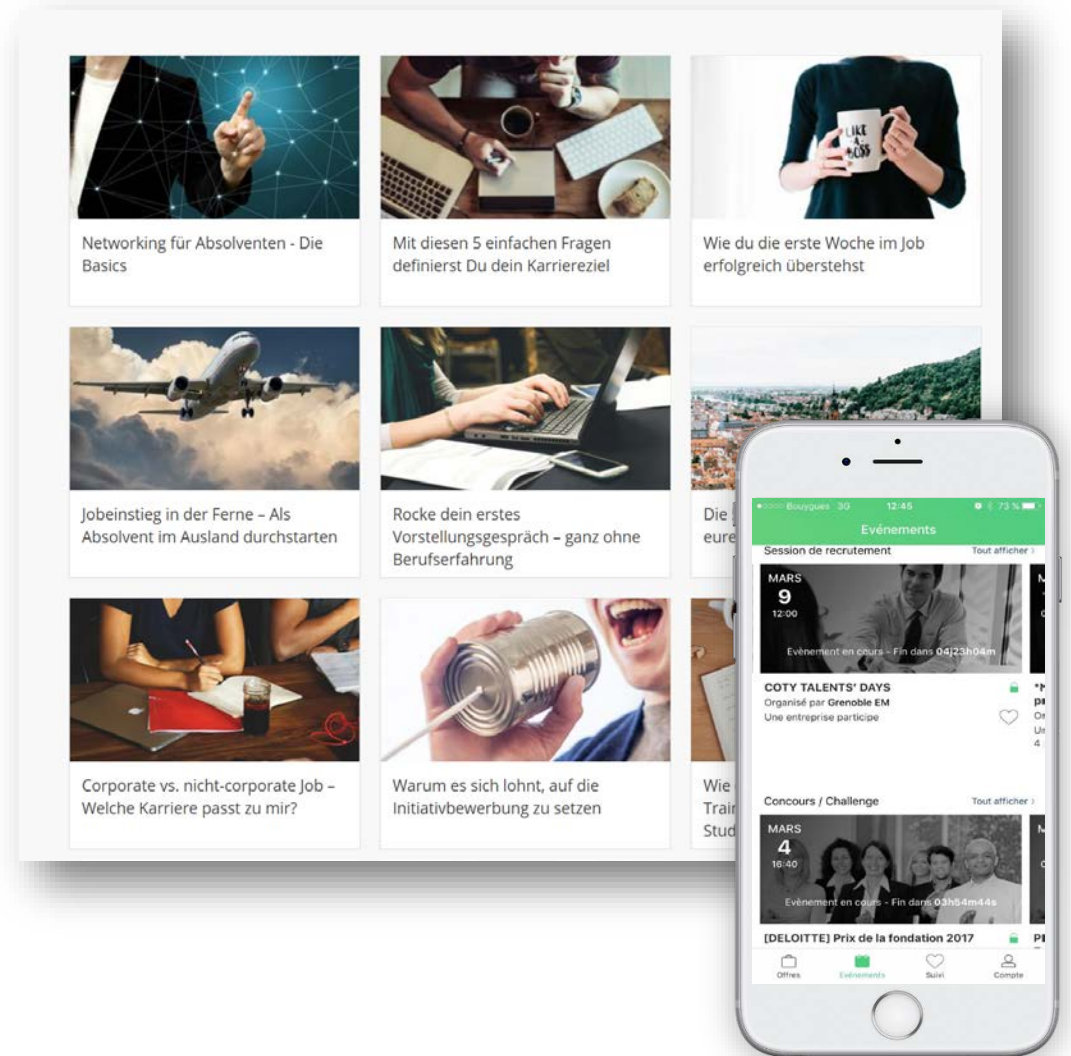 LIKE
A
BOSS
Networking für Absolventen - Die
Basics
Mit diesen 5 einfachen Fragen
definierst Du dein Karriereziel
Wie du die erste Woche im Job
erfolgreich überstehst
Jobeinstieg in der Ferne – Als
Absolvent im Ausland durchstarten
Rocke dein erstes
Vorstellungsgespräch – ganz ohne
Berufserfahrung
Die
eure
Corporate vs. nicht-corporate Job –
Welche Karriere passt zu mir?
Warum es sich lohnt, auf die
Initiativbewerbung zu setzen
Wie
Train
Stud
Bouygues 3G 12:45 73 %
Evénements
Session de recrutement Tout afficher
MARS
9
12:00
Evènement en cours - Fin dans 04j23h04m
COTY TALENTS' DAYS
Organisé par Grenoble EM
Une entreprise participe
Concours / Challenge Tout afficher
MARS
4
16:40
Evènement en cours - Fin dans 03h54m44s
[DELOITTE] Prix de la fondation 2017
Offres Evénements Suivi Compte